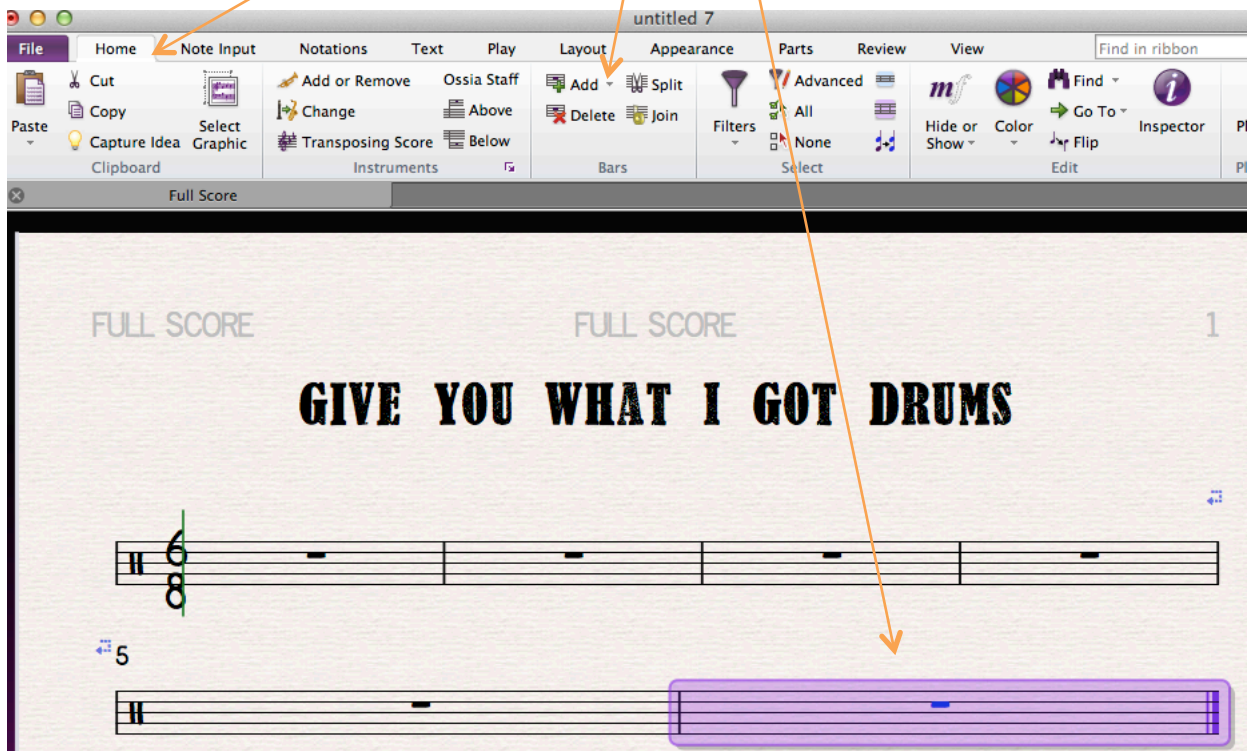 untitled 7
File Home Note Input Notations Text Play Layout Appearance Parts Review View Find in ribbon
Cut Add or Remove Ossia Staff Add Split Advanced mf Find i
Copy Change Above Delete Join All Go To
Paste Select Filters Hide or Color Inspector Pl
Capture Idea Graphic Transposing Score Below None Show Flip
Clipboard Instruments Bars Select Edit Pl
Full Score
FULL SCORE FULL SCORE 1
GIVE YOU WHAT I GOT DRUMS
6
8
5